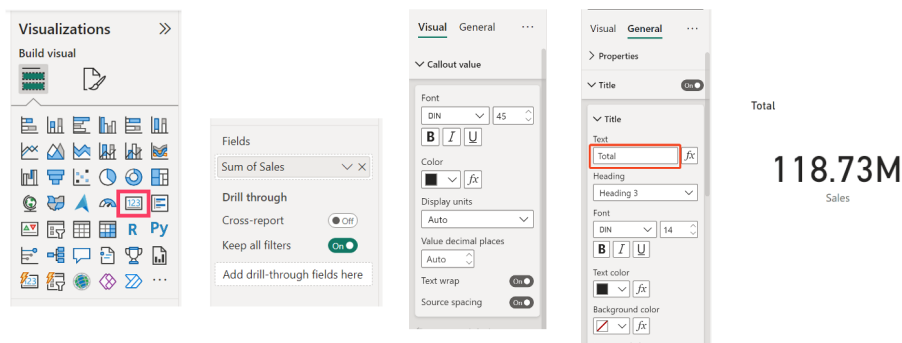 Visualizations
Build visual
123
R Py
123
Fields
Sum of Sales
Drill through
Cross-report Off
Keep all filters On
Add drill-through fields here
Visual General ...
Callout value
Font
DIN 45
B I U
Color
fx
Display units
Auto
Value decimal places
Auto
Text wrap On
Source spacing On
Visual General ...
Properties
Title On
Title
Text
Total fx
Heading
Heading 3
Font
DIN 14
B I U
Text color
fx
Background color
fx
Total
118.73M
Sales